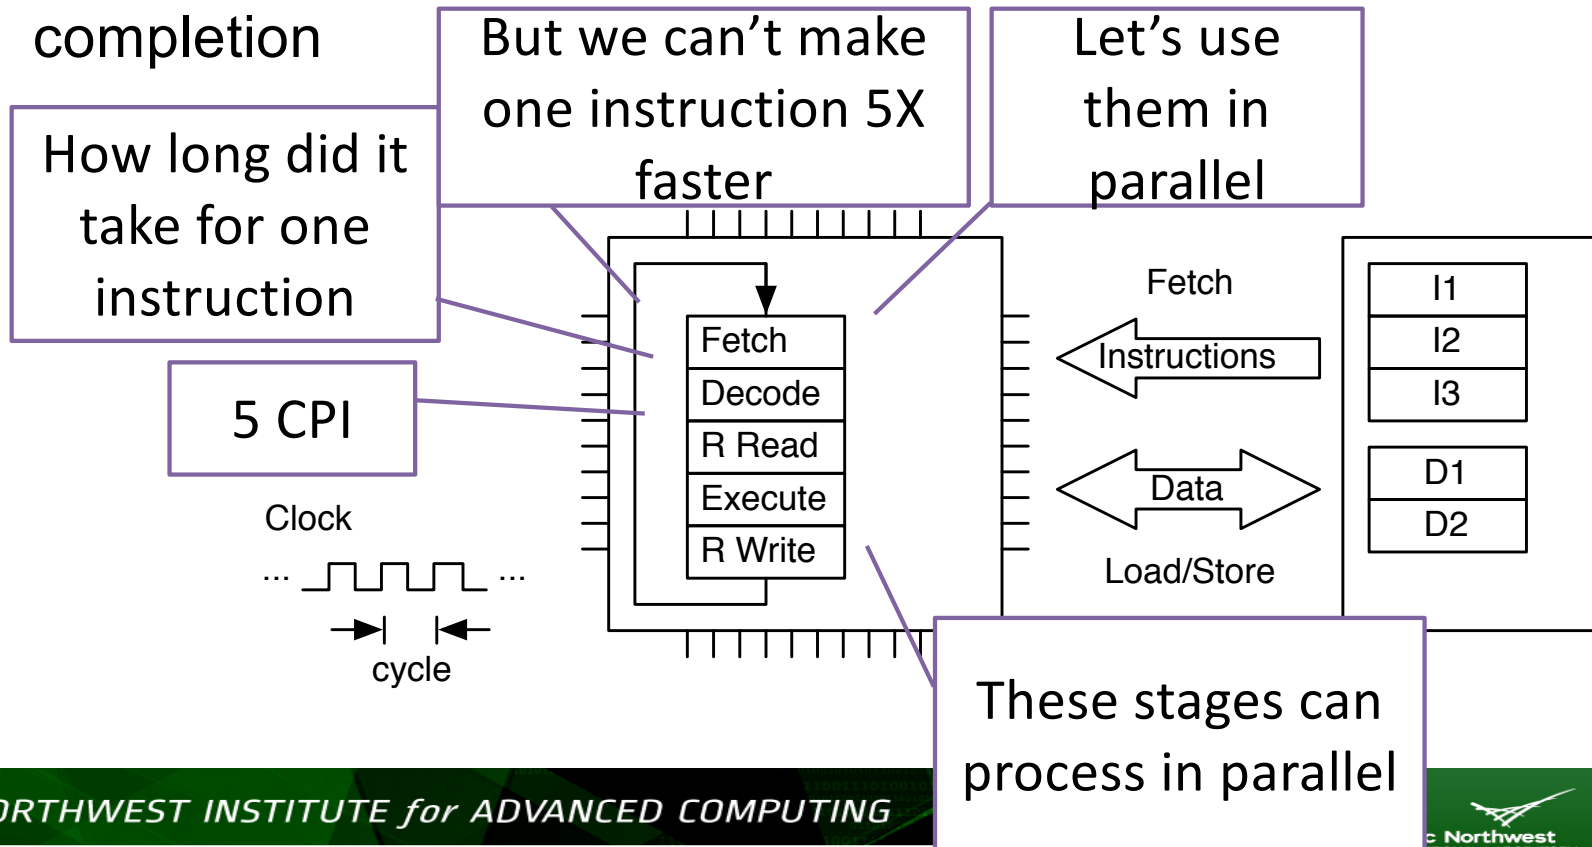 completion
But we can’t make
one instruction 5X
faster
Let’s use
them in
parallel
How long did it
take for one
instruction
5 CPI
Clock
...
...
cycle
Fetch
Decode
R Read
Execute
R Write
Fetch
Instructions
Data
Load/Store
I1
I2
I3
D1
D2
These stages can
process in parallel
ORTHWEST INSTITUTE for ADVANCED COMPUTING
c Northwest